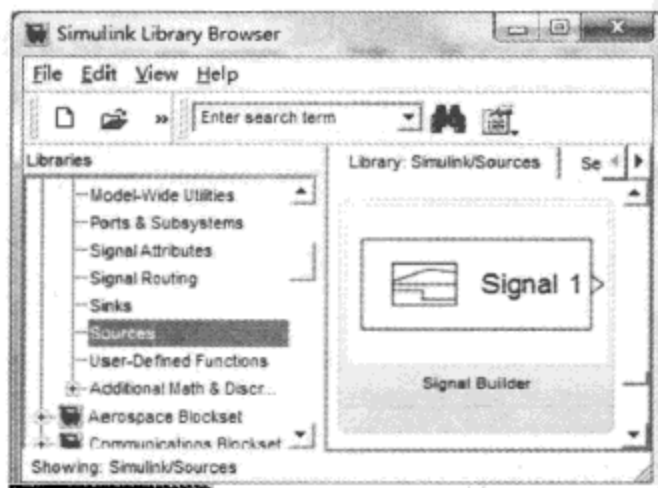 Simulink Library Browser
File Edit View Help
» Enter search term
Libraries
Library: Simulink/Sources Se
Model-Wide Utilities
Ports & Subsystems
Signal Attributes
Signal Routing
Sinks
Sources
User-Defined Functions
Additional Math & Discr...
Aerospace Blockset
Communications Blockset
Signal 1
Signal Builder
Showing: Simulink/Sources